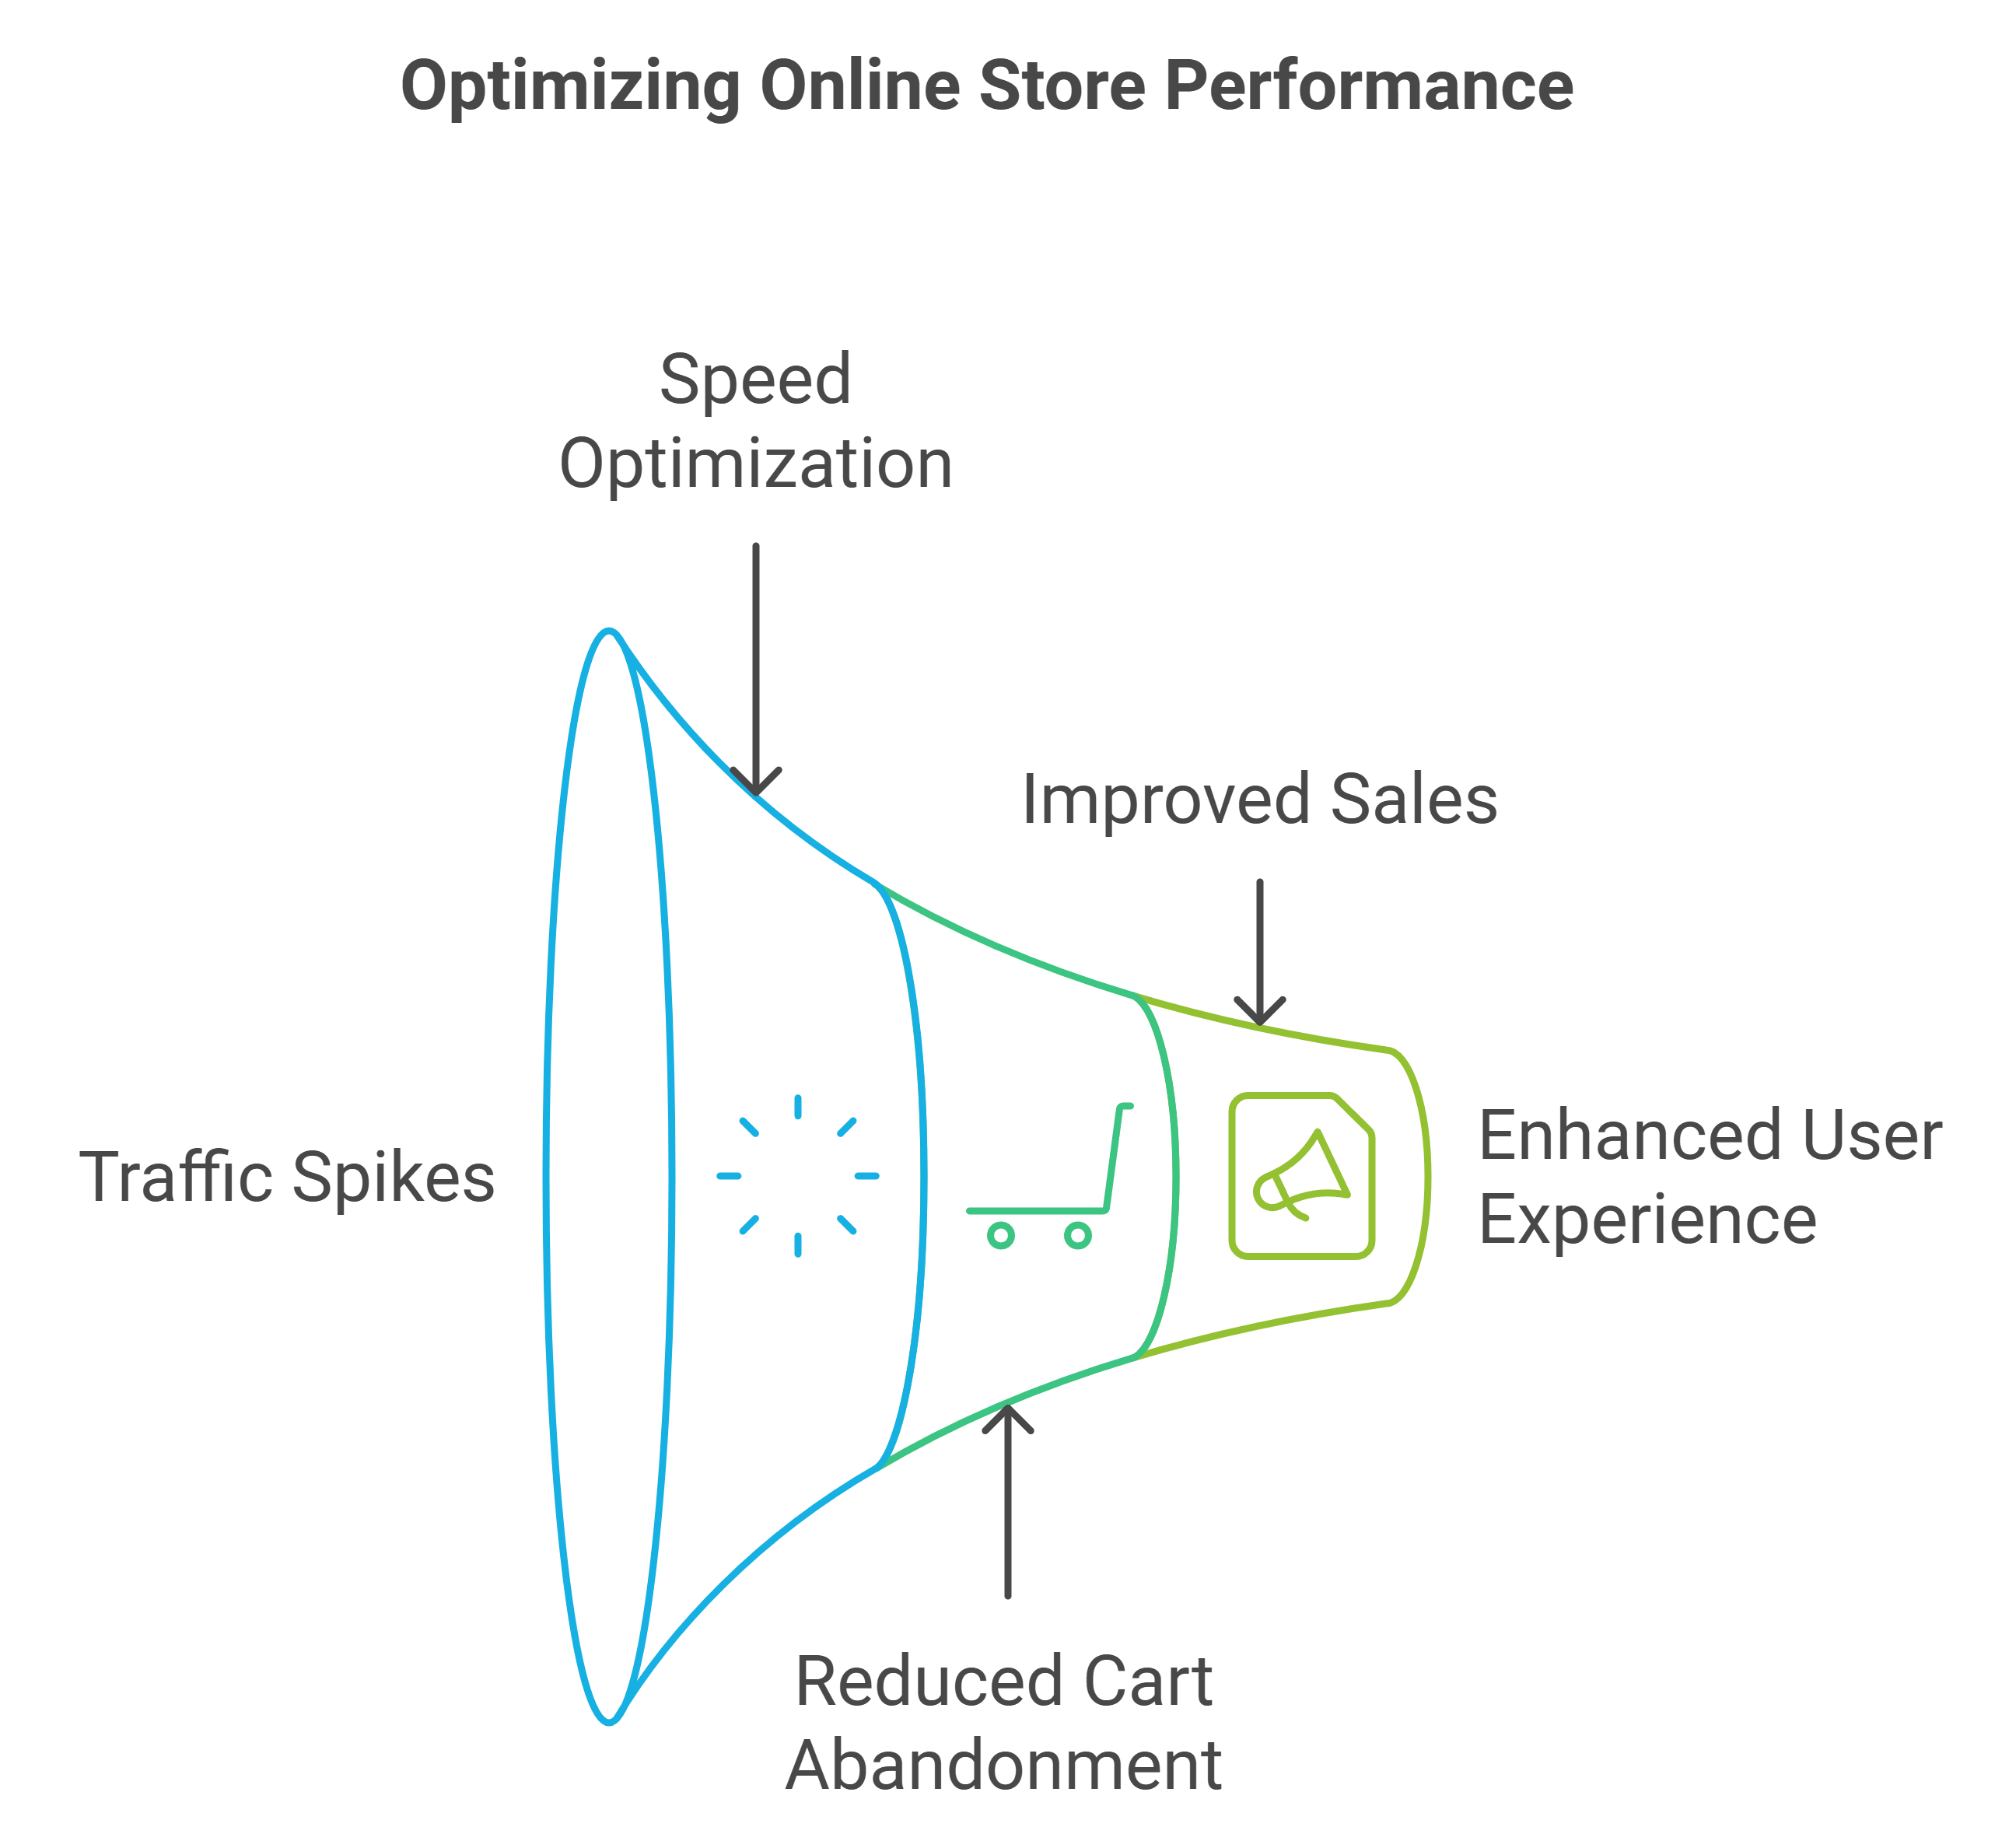 Optimizing Online Store Performance
Speed
Optimization
Improved Sales
Traffic Spikes
Enhanced User
Experience
Reduced Cart
Abandonment